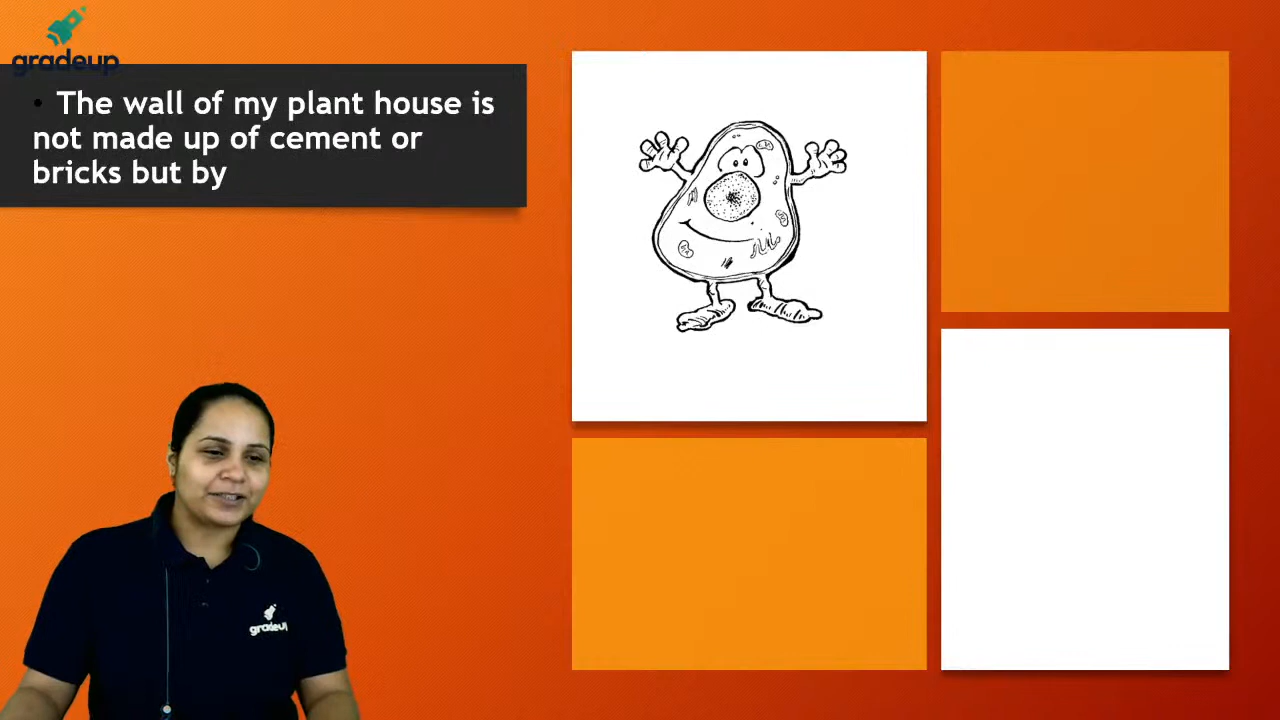 gradeup
• The wall of my plant house is
not made up of cement or
bricks but by
gradeup